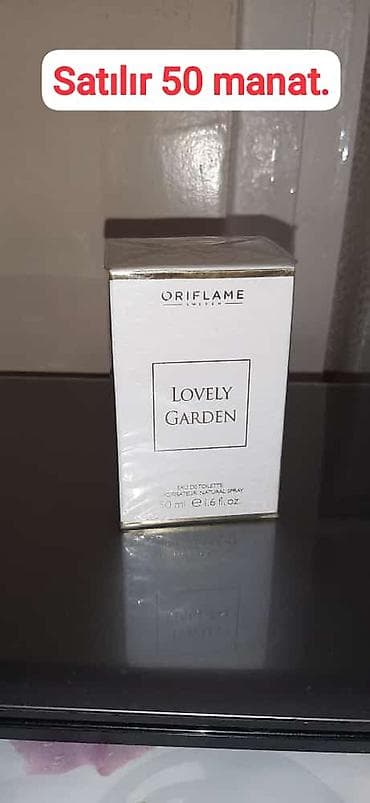 Satılır 50 manat.
ORIFLAME
SWEDEN
LOVELY
GARDEN
EAU DE TOILETTE
VAPORISATEUR NATURAL SPRAY
50 ml e 1.6 fl.oz.